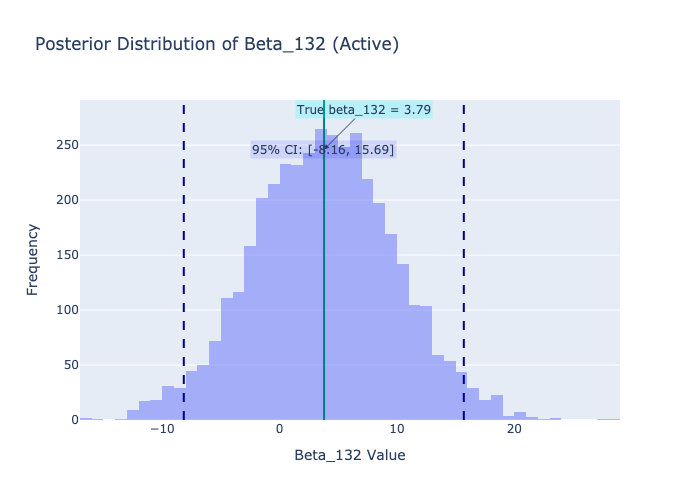 Posterior Distribution of Beta_132 (Active)
True beta_132 = 3.79
95% CI: [-8.16, 15.69]
250
200
150
100
50
0
Frequency
−10
0
10
20
Beta_132 Value